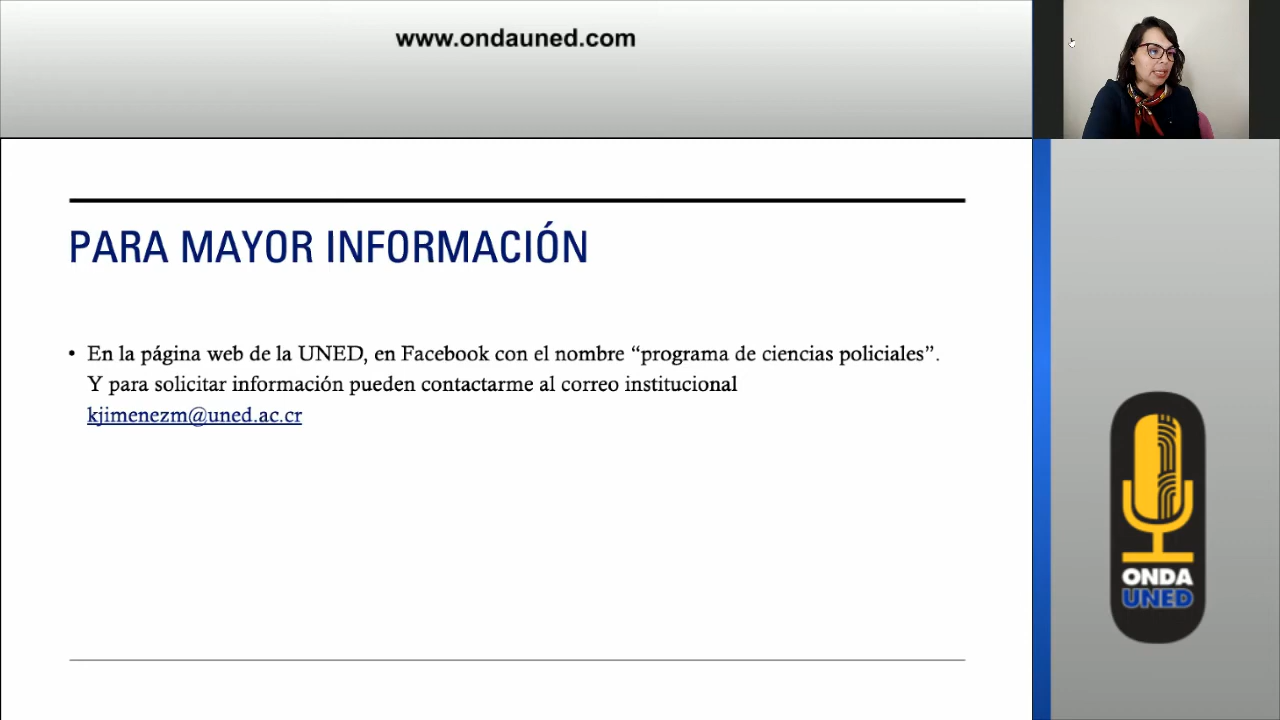 www.ondauned.com
PARA MAYOR INFORMACIÓN
• En la página web de la UNED, en Facebook con el nombre “programa de ciencias policiales”.
Y para solicitar información pueden contactarme al correo institucional
kjimenezm@uned.ac.cr
ONDA
UNED